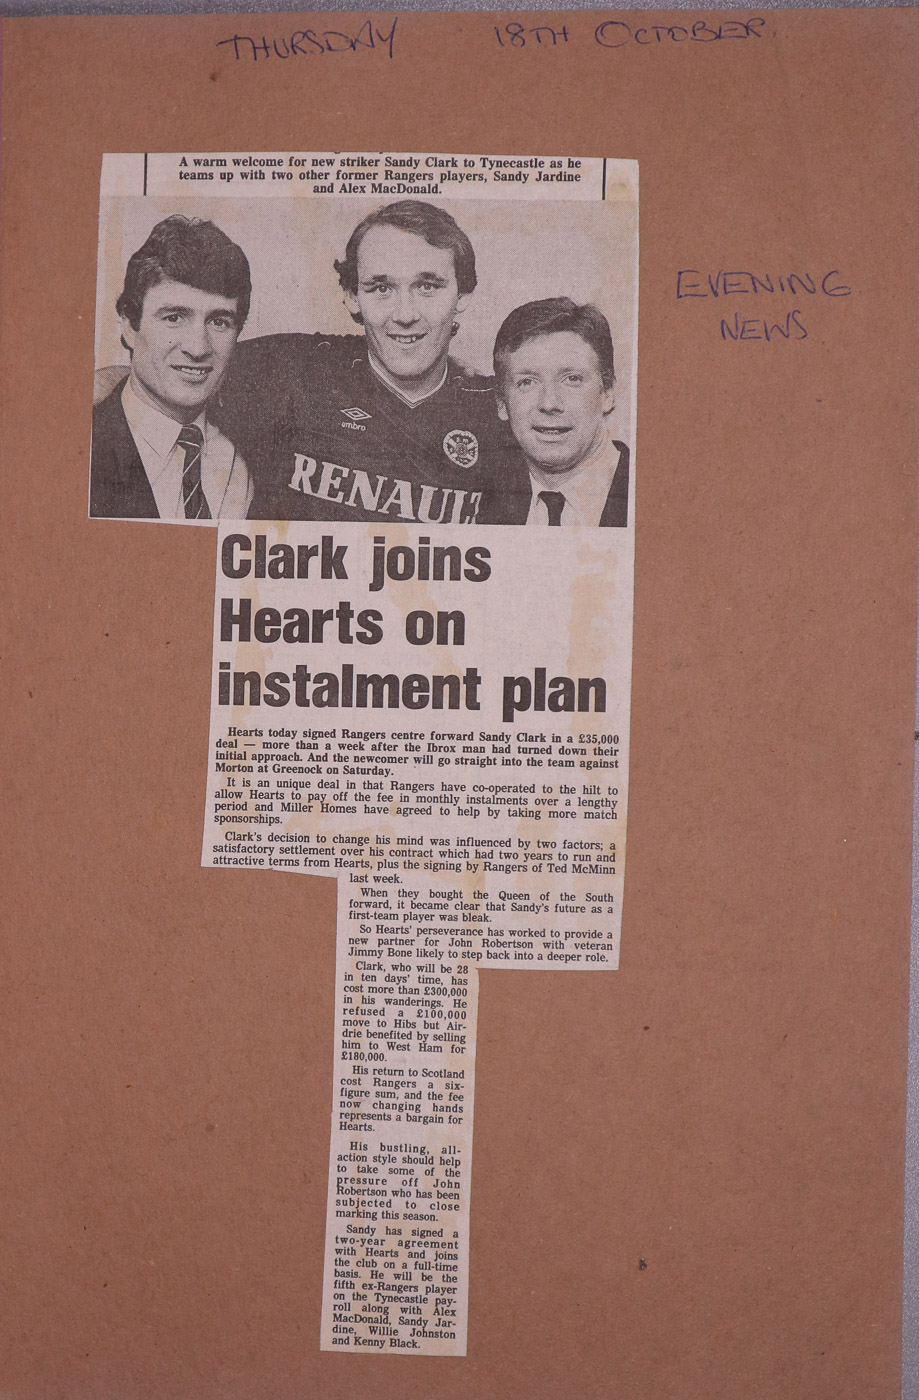 THURSDAY 18TH OCTOBER.
EVENING
NEWS
A warm welcome for new striker Sandy Clark to Tynecastle as he
teams up with two other former Rangers players, Sandy Jardine
and Alex MacDonald.
umbro
RENAULT
Clark joins
Hearts on
instalment plan
Hearts today signed Rangers centre forward Sandy Clark in a £35,000
deal — more than a week after the Ibrox man had turned down their
initial approach. And the newcomer will go straight into the team against
Morton at Greenock on Saturday.
It is an unique deal in that Rangers have co-operated to the hilt to
allow Hearts to pay off the fee in monthly instalments over a lengthy
period and Miller Homes have agreed to help by taking more match
sponsorships.
Clark's decision to change his mind was influenced by two factors; a
satisfactory settlement over his contract which had two years to run and
attractive terms from Hearts, plus the signing by Rangers of Ted McMinn
last week.
When they bought the Queen of the South
forward, it became clear that Sandy's future as a
first-team player was bleak.
So Hearts' perseverance has worked to provide a
new partner for John Robertson with veteran
Jimmy Bone likely to step back into a deeper role.
Clark, who will be 28
in ten days' time, has
cost more than £300,000
in his wanderings. He
refused a £100,000
move to Hibs but Air-
drie benefited by selling
him to West Ham for
£180,000.
His return to Scotland
cost Rangers a six-
figure sum, and the fee
now changing hands
represents a bargain for
Hearts.
His bustling, all-
action style should help
to take some of the
pressure off John
Robertson who has been
subjected to close
marking this season.
Sandy has signed a
two-year agreement
with Hearts and joins
the club on a full-time
basis. He will be the
fifth ex-Rangers player
on the Tynecastle pay-
roll along with Alex
MacDonald, Sandy Jar-
dine, Willie Johnston
and Kenny Black.